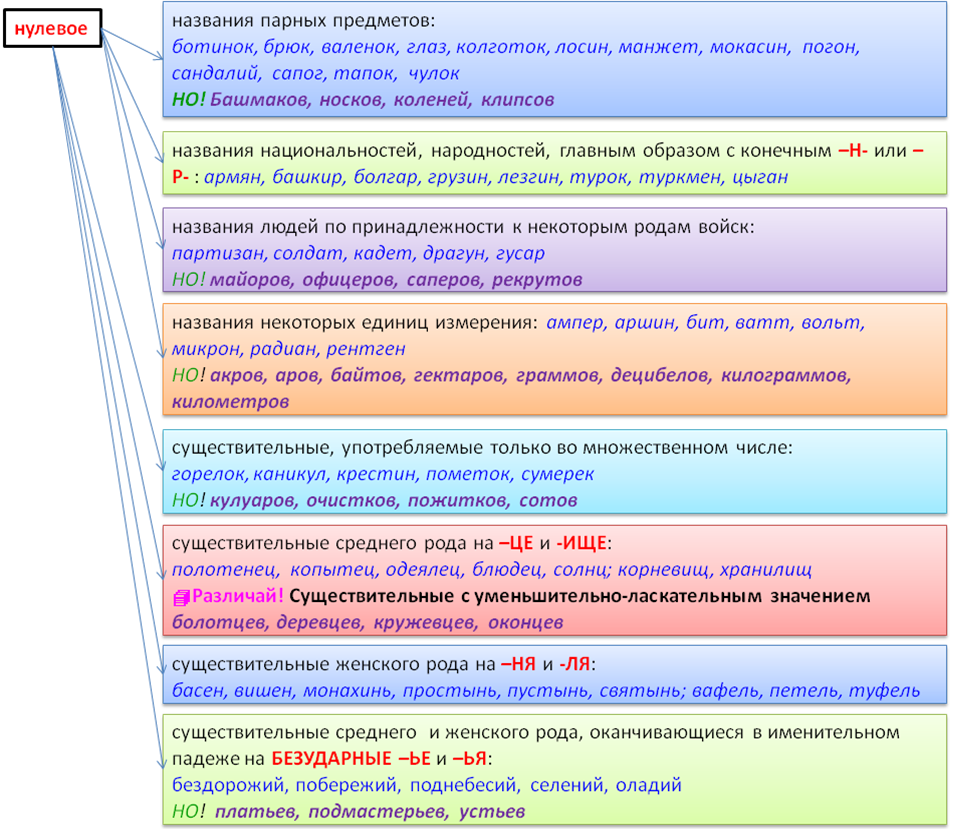 нулевое
названия парных предметов:
ботинок, брюк, валенок, глаз, колготок, лосин, манжет, мокасин, погон,
сандалий, сапог, тапок, чулок
НО! Башмаков, носков, коленей, клипсов
названия национальностей, народностей, главным образом с конечным –Н- или –
Р- : армян, башкир, болгар, грузин, лезгин, турок, туркмен, цыган
названия людей по принадлежности к некоторым родам войск:
партизан, солдат, кадет, драгун, гусар
НО! майоров, офицеров, саперов, рекрутов
названия некоторых единиц измерения: ампер, аршин, бит, ватт, вольт,
микрон, радиан, рентген
НО! акров, аров, байтов, гектаров, граммов, децибелов, килограммов,
километров
существительные, употребляемые только во множественном числе:
горелок, каникул, крестин, пометок, сумерек
НО! кулуаров, очистков, пожитков, сотов
существительные среднего рода на –ЦЕ и -ИЩЕ:
полотенец, копытец, одеялец, блюдец, солнц; корневищ, хранилищ
Различай! Существительные с уменьшительно-ласкательным значением
болотцев, деревцев, кружевцев, оконцев
существительные женского рода на –НЯ и -ЛЯ:
басен, вишен, монахинь, простынь, пустынь, святынь; вафель, петель, туфель
существительные среднего и женского рода, оканчивающиеся в именительном
падеже на БЕЗУДАРНЫЕ –ЬЕ и –ЬЯ:
бездорожий, побережий, поднебесий, селений, оладий
НО! платьев, подмастерьев, устьев